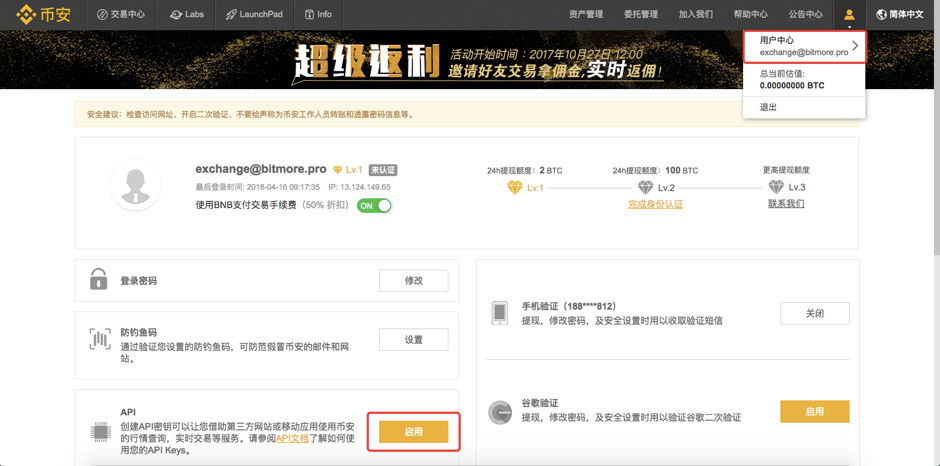 币安
交易中心
Labs
LaunchPad
Info
资产管理
委托管理
加入我们
帮助中心
公告中心
简体中文
超级返利
活动开始时间：2017年10月27日 12:00
邀请好友交易拿佣金,实时返佣!
用户中心
exchange@bitmore.pro
总当前估值:
0.00000000 BTC
退出
安全建议：检查访问网址、开启二次验证、不要给声称为币安工作人员转账和透露密码信息等。
exchange@bitmore.pro Lv.1 未认证
最后登录时间: 2018-04-16 09:17:35 IP: 13.124.149.65
使用BNB支付交易手续费（50% 折扣） ON
24h提现额度：2 BTC
Lv.1
24h提现额度：100 BTC
Lv.2
完成身份认证
更高提现额度
Lv.3
联系我们
登录密码
修改
防钓鱼码
通过验证您设置的防钓鱼码，可防范假冒币安的邮件和网
站。
设置
API
创建API密钥可以让您借助第三方网站或移动应用使用币安
的行情查询，实时交易等服务。请参阅API文档了解如何使
用您的API Keys。
启用
手机验证（188****812）
提现，修改密码，及安全设置时用以收取验证短信
关闭
谷歌验证
提现，修改密码，及安全设置时用以验证谷歌二次验证
启用